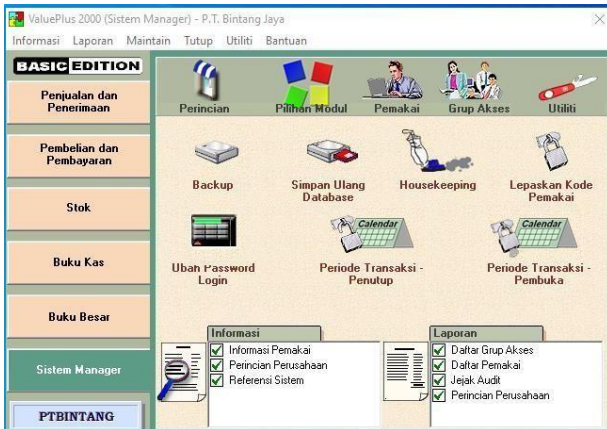 ValuePlus 2000 (Sistem Manager) - P.T. Bintang Jaya
Informasi Laporan Maintain Tutup Utiliti Bantuan
BASIC EDITION
Penjualan dan
Penerimaan
Pembelian dan
Pembayaran
Stok
Buku Kas
Buku Besar
Sistem Manager
PTBINTANG
Perincian
Pilihan Modul
Pemakai
Grup Akses
Utiliti
Backup
Simpan Ulang
Database
Housekeeping
Lepaskan Kode
Pemakai
Ubah Password
Login
Calendar
Periode Transaksi -
Penutup
Calendar
Periode Transaksi -
Pembuka
Informasi
Informasi Pemakai
Perincian Perusahaan
Referensi Sistem
Laporan
Daftar Grup Akses
Daftar Pemakai
Jejak Audit
Perincian Perusahaan